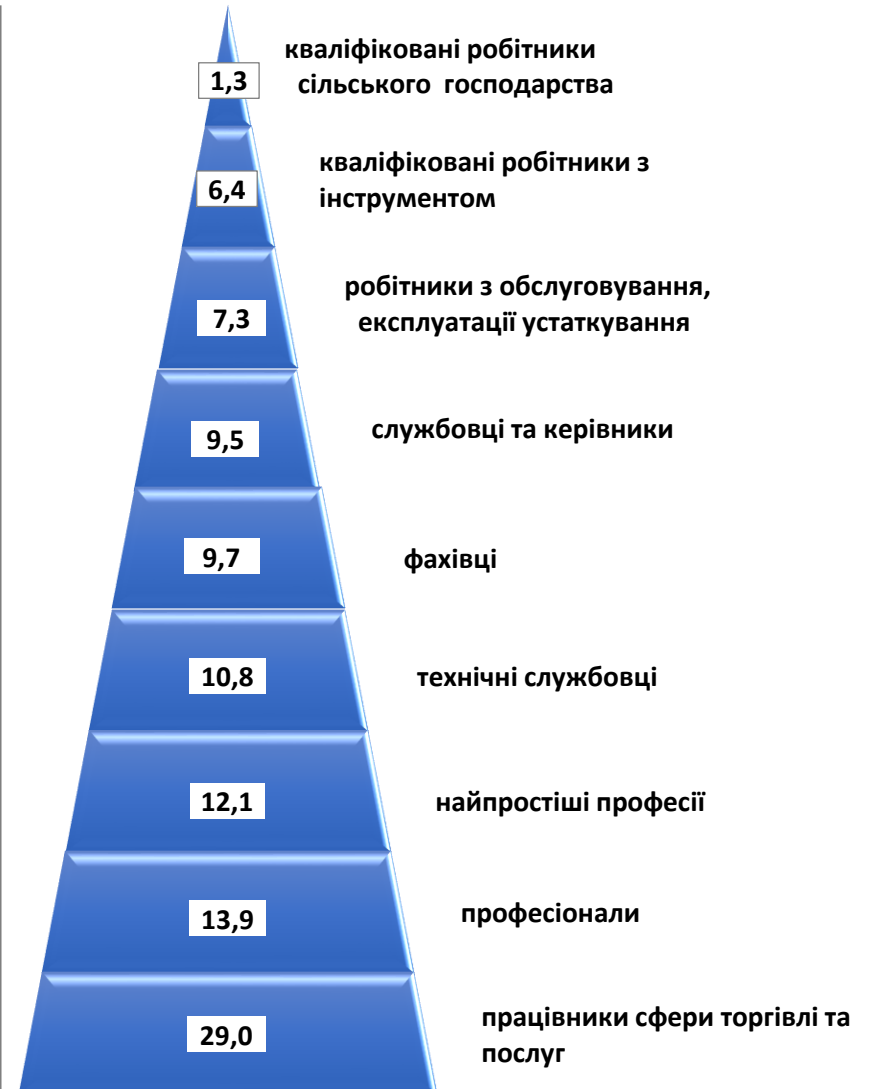 кваліфіковані робітники
1,3
сільського господарства
кваліфіковані робітники з
6,4
інструментом
робітники з обслуговування,
7,3
експлуатації устаткування
9,5
службовці та керівники
9,7
фахівці
10,8
технічні службовці
12,1
найпростіші професії
13,9
професіонали
29,0
працівники сфери торгівлі та
послуг